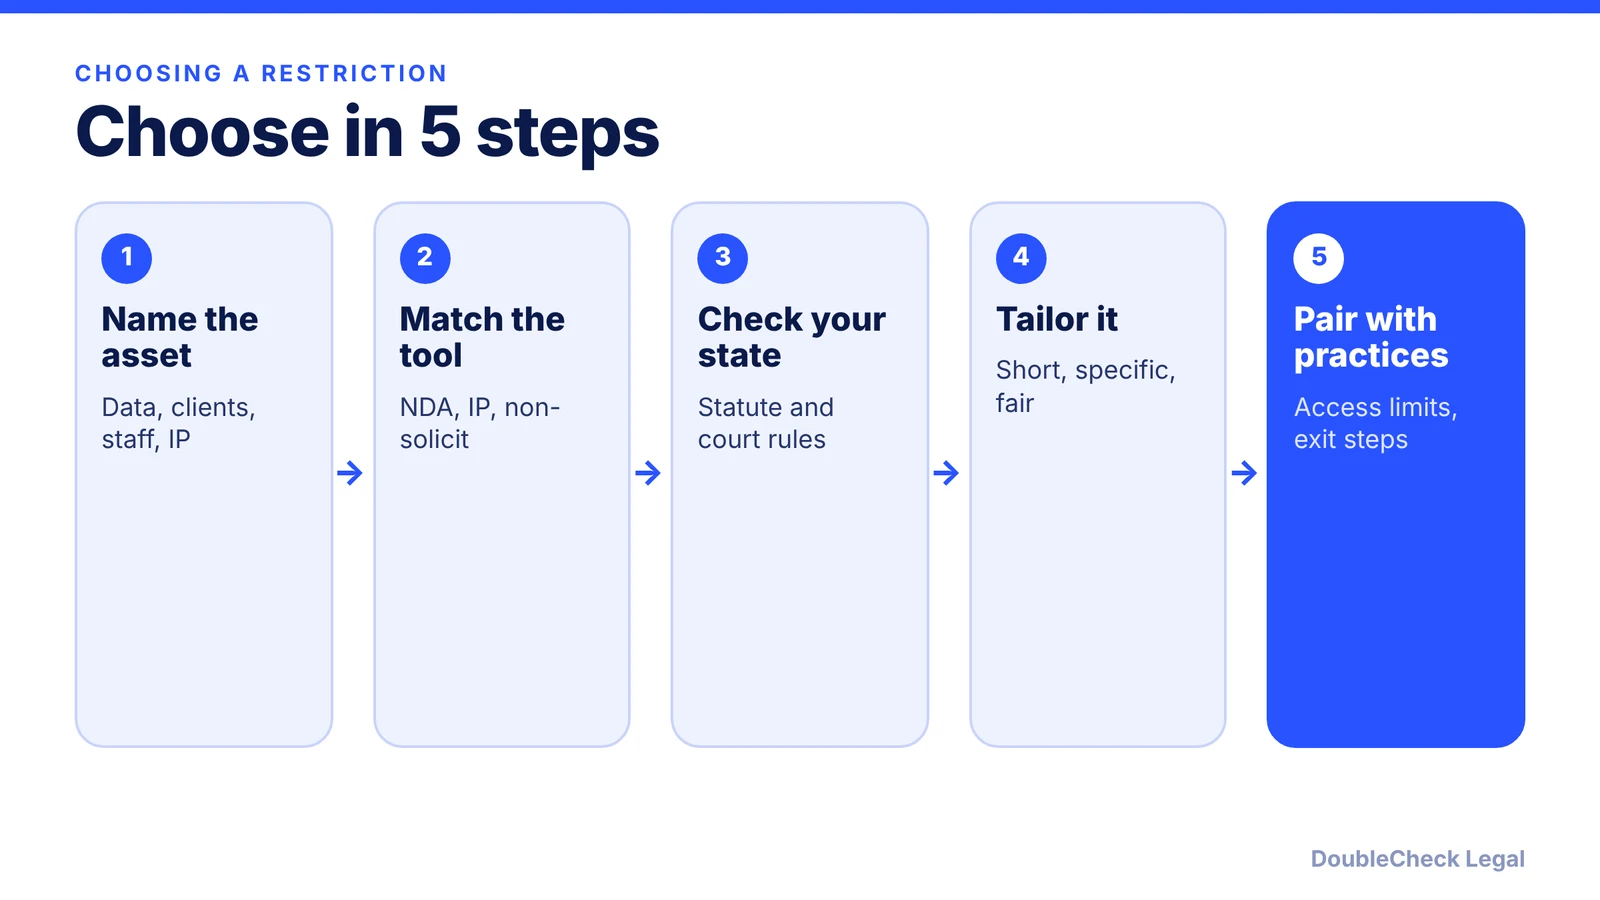 CHOOSING A RESTRICTION
Choose in 5 steps
1
Name the
asset
Data, clients,
staff, IP
2
Match the
tool
NDA, IP, non-
solicit
3
Check your
state
Statute and
court rules
4
Tailor it
Short, specific,
fair
5
Pair with
practices
Access limits,
exit steps
DoubleCheck Legal